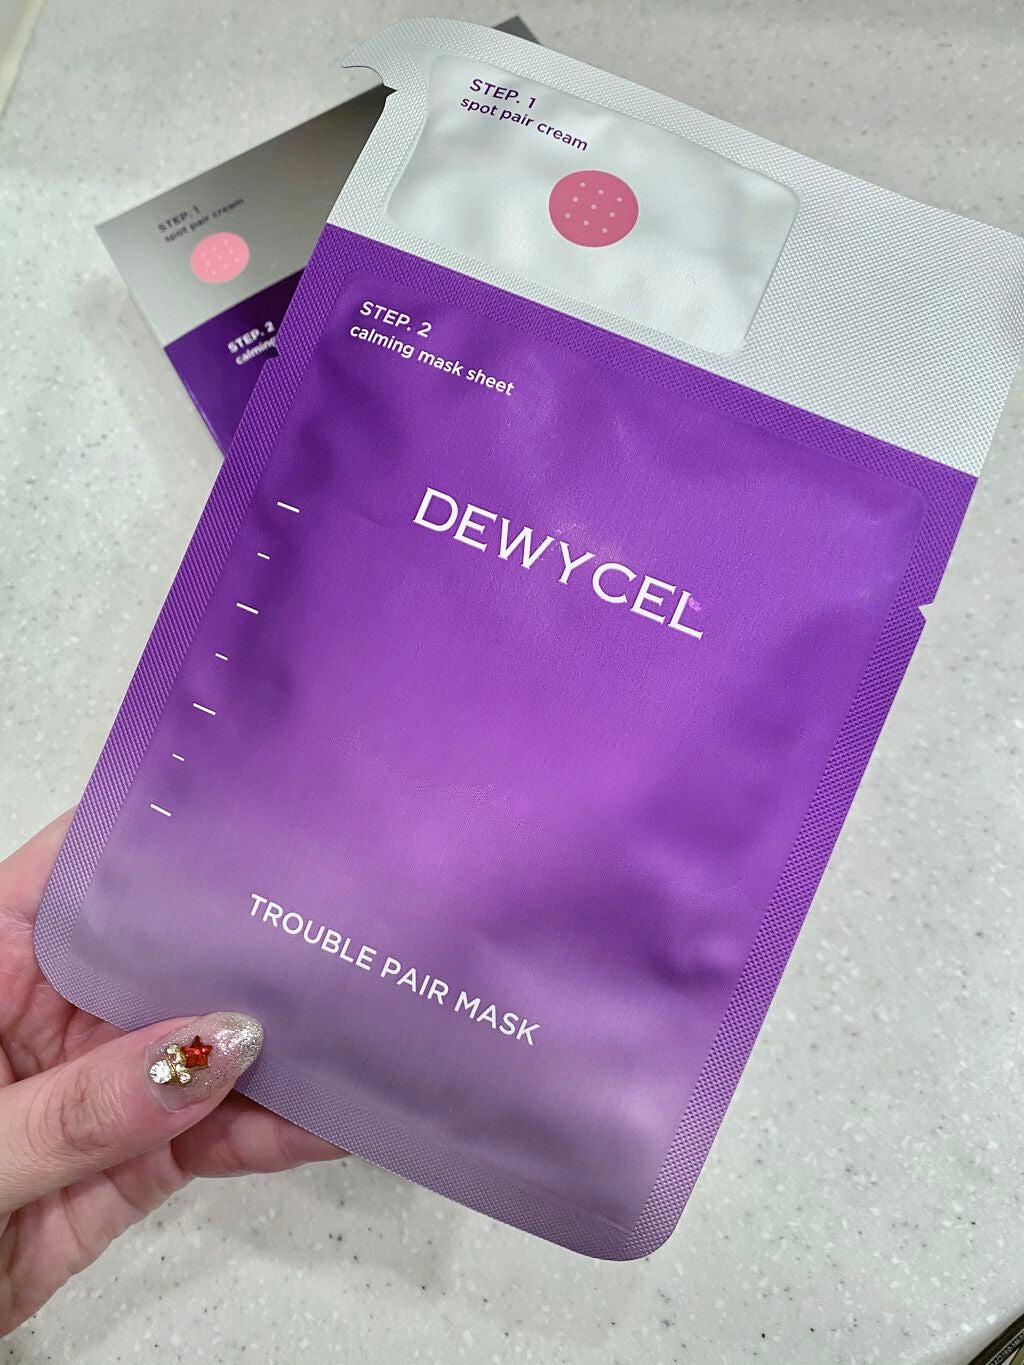 STEP. 1
spot pair cream
STEP. 2
calming mask sheet
DEWYCEL
TROUBLE PAIR MASK
STEP. 1
spot pair cream
STEP. 2
calming